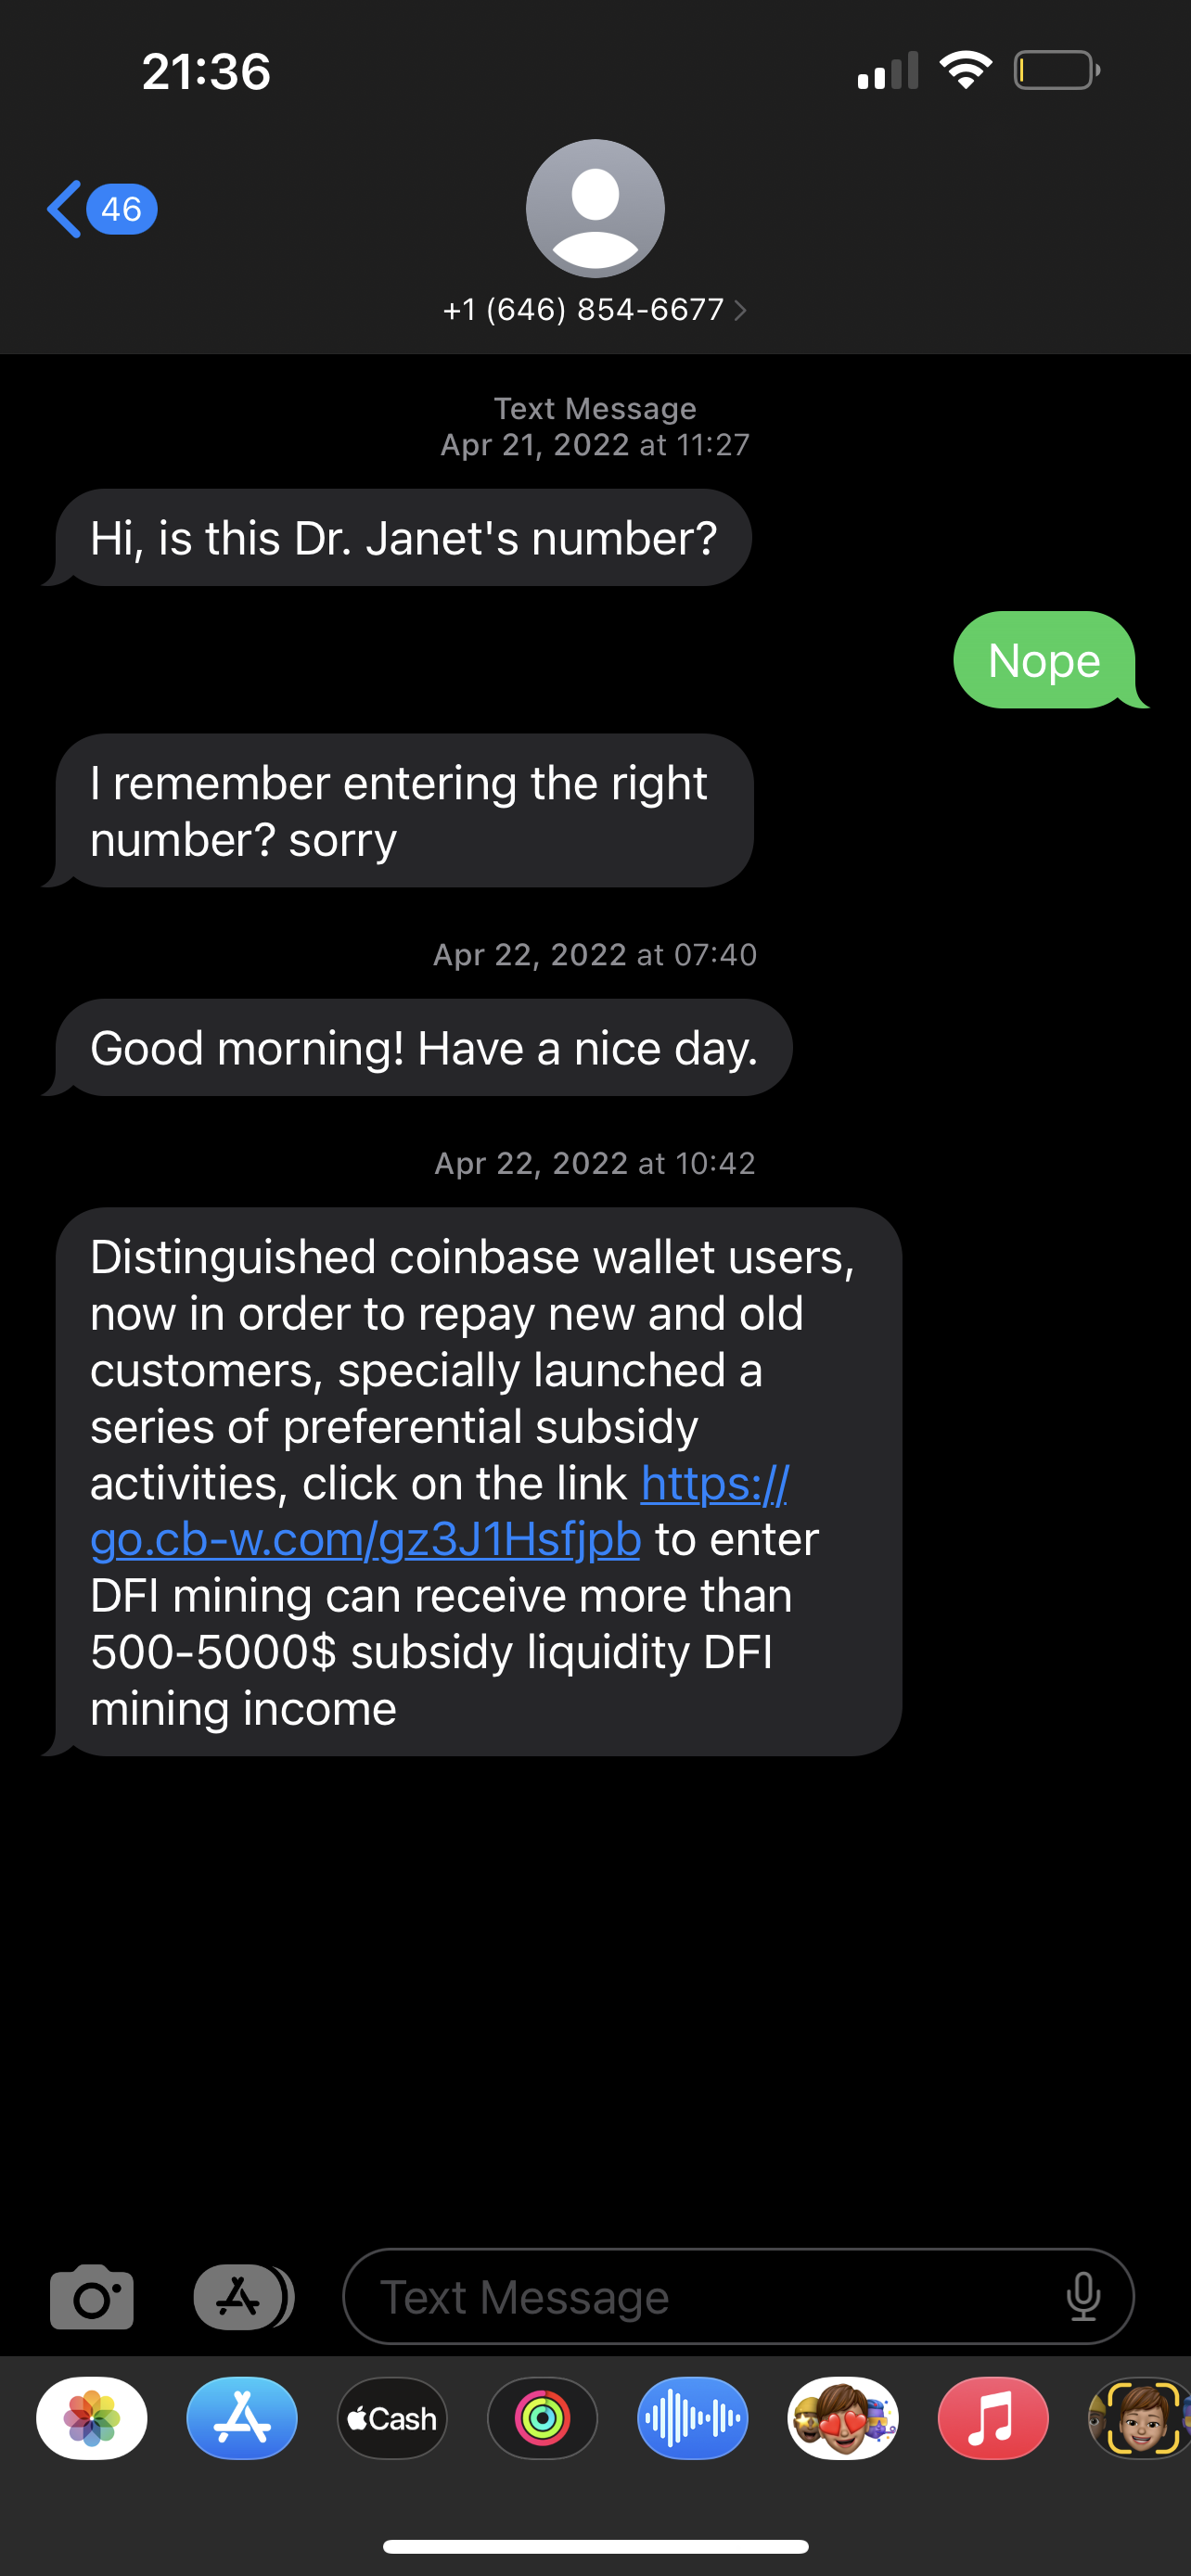 21:36
46
+1 (646) 854-6677
Text Message
Apr 21, 2022 at 11:27
Hi, is this Dr. Janet's number?
Nope
I remember entering the right
number? sorry
Apr 22, 2022 at 07:40
Good morning! Have a nice day.
Apr 22, 2022 at 10:42
Distinguished coinbase wallet users,
now in order to repay new and old
customers, specially launched a
series of preferential subsidy
activities, click on the link https://
go.cb-w.com/gz3J1Hsfjpb to enter
DFI mining can receive more than
500-5000$ subsidy liquidity DFI
mining income
Text Message
Cash